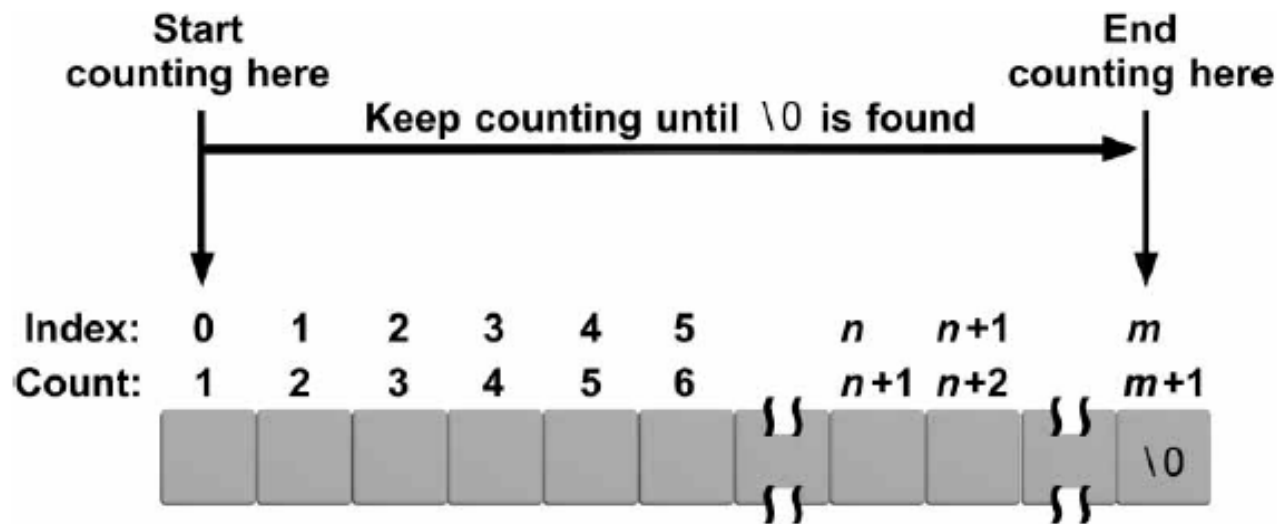 Start
counting here
End
counting here
Keep counting until \0 is found
Index: 0 1 2 3 4 5 n n+1 m
Count: 1 2 3 4 5 6 n+1 n+2 m+1
\0